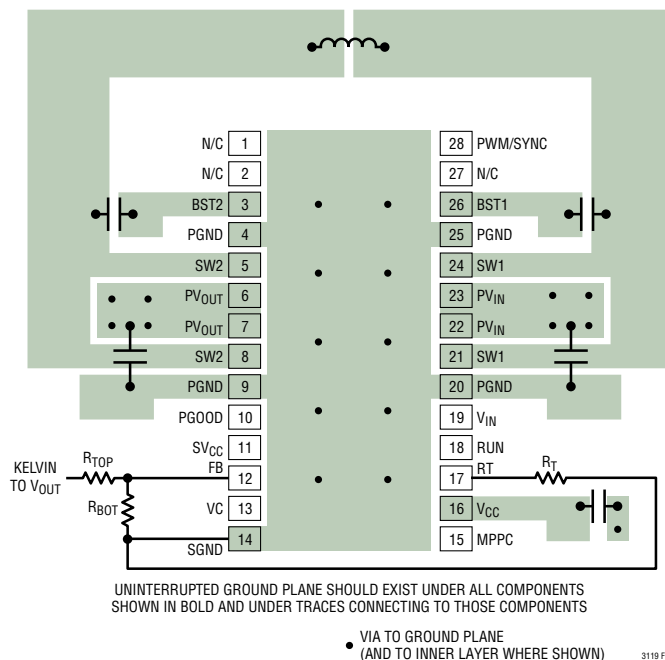 N/C 1
N/C 2
BST2 3
PGND 4
SW2 5
PVOUT 6
PVOUT 7
SW2 8
PGND 9
PGOOD 10
SVCC 11
FB 12
VC 13
SGND 14
28 PWM/SYNC
27 N/C
26 BST1
25 PGND
24 SW1
23 PVIN
22 PVIN
21 SW1
20 PGND
19 VIN
18 RUN
17 RT
16 VCC
15 MPPC
KELVIN
TO VOUT
RTOP
RBOT
RT
UNINTERRUPTED GROUND PLANE SHOULD EXIST UNDER ALL COMPONENTS
SHOWN IN BOLD AND UNDER TRACES CONNECTING TO THOSE COMPONENTS
VIA TO GROUND PLANE
(AND TO INNER LAYER WHERE SHOWN)
3119 F